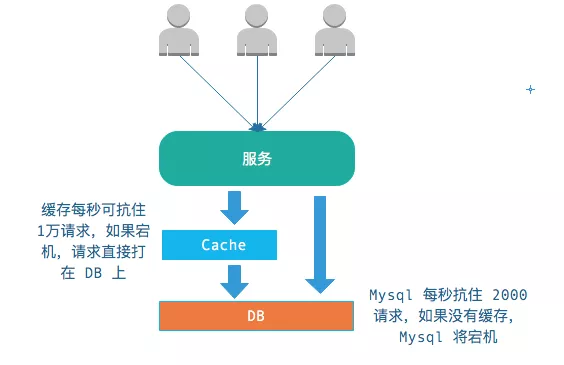 服务
缓存每秒可抗住
1万请求，如果宕
机，请求直接打
在 DB 上
Cache
DB
Mysql 每秒抗住 2000
请求，如果没有缓存，
Mysql 将宕机